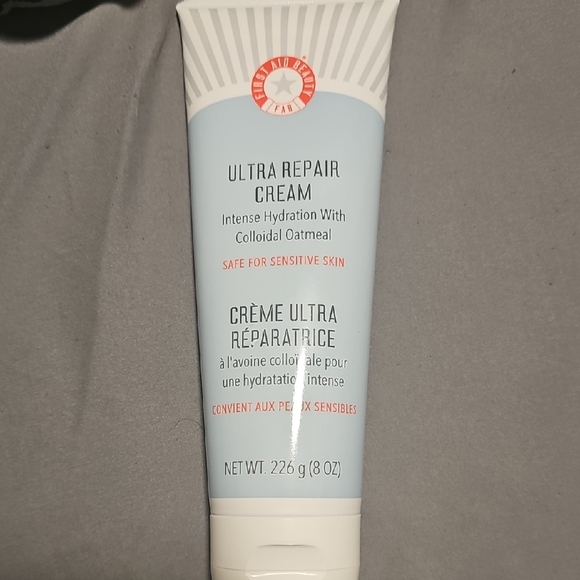 FIRST AID BEAUTY
FAB
ULTRA REPAIR
CREAM
Intense Hydration With
Colloidal Oatmeal
SAFE FOR SENSITIVE SKIN
CRÈME ULTRA
RÉPARATRICE
à l'avoine colloïdale pour
une hydratation intense
CONVIENT AUX PEAUX SENSIBLES
NET WT. 226 g (8 OZ)